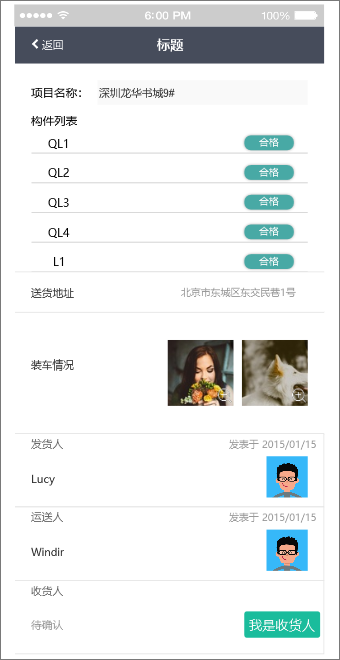 6:00 PM 100%
返回 标题
项目名称： 深圳龙华书城9#
构件列表
QL1 合格
QL2 合格
QL3 合格
QL4 合格
L1 合格
送货地址 北京市东城区东交民巷1号
装车情况
发货人 发表于 2015/01/15
Lucy
运送人 发表于 2015/01/15
Windir
收货人
待确认 我是收货人